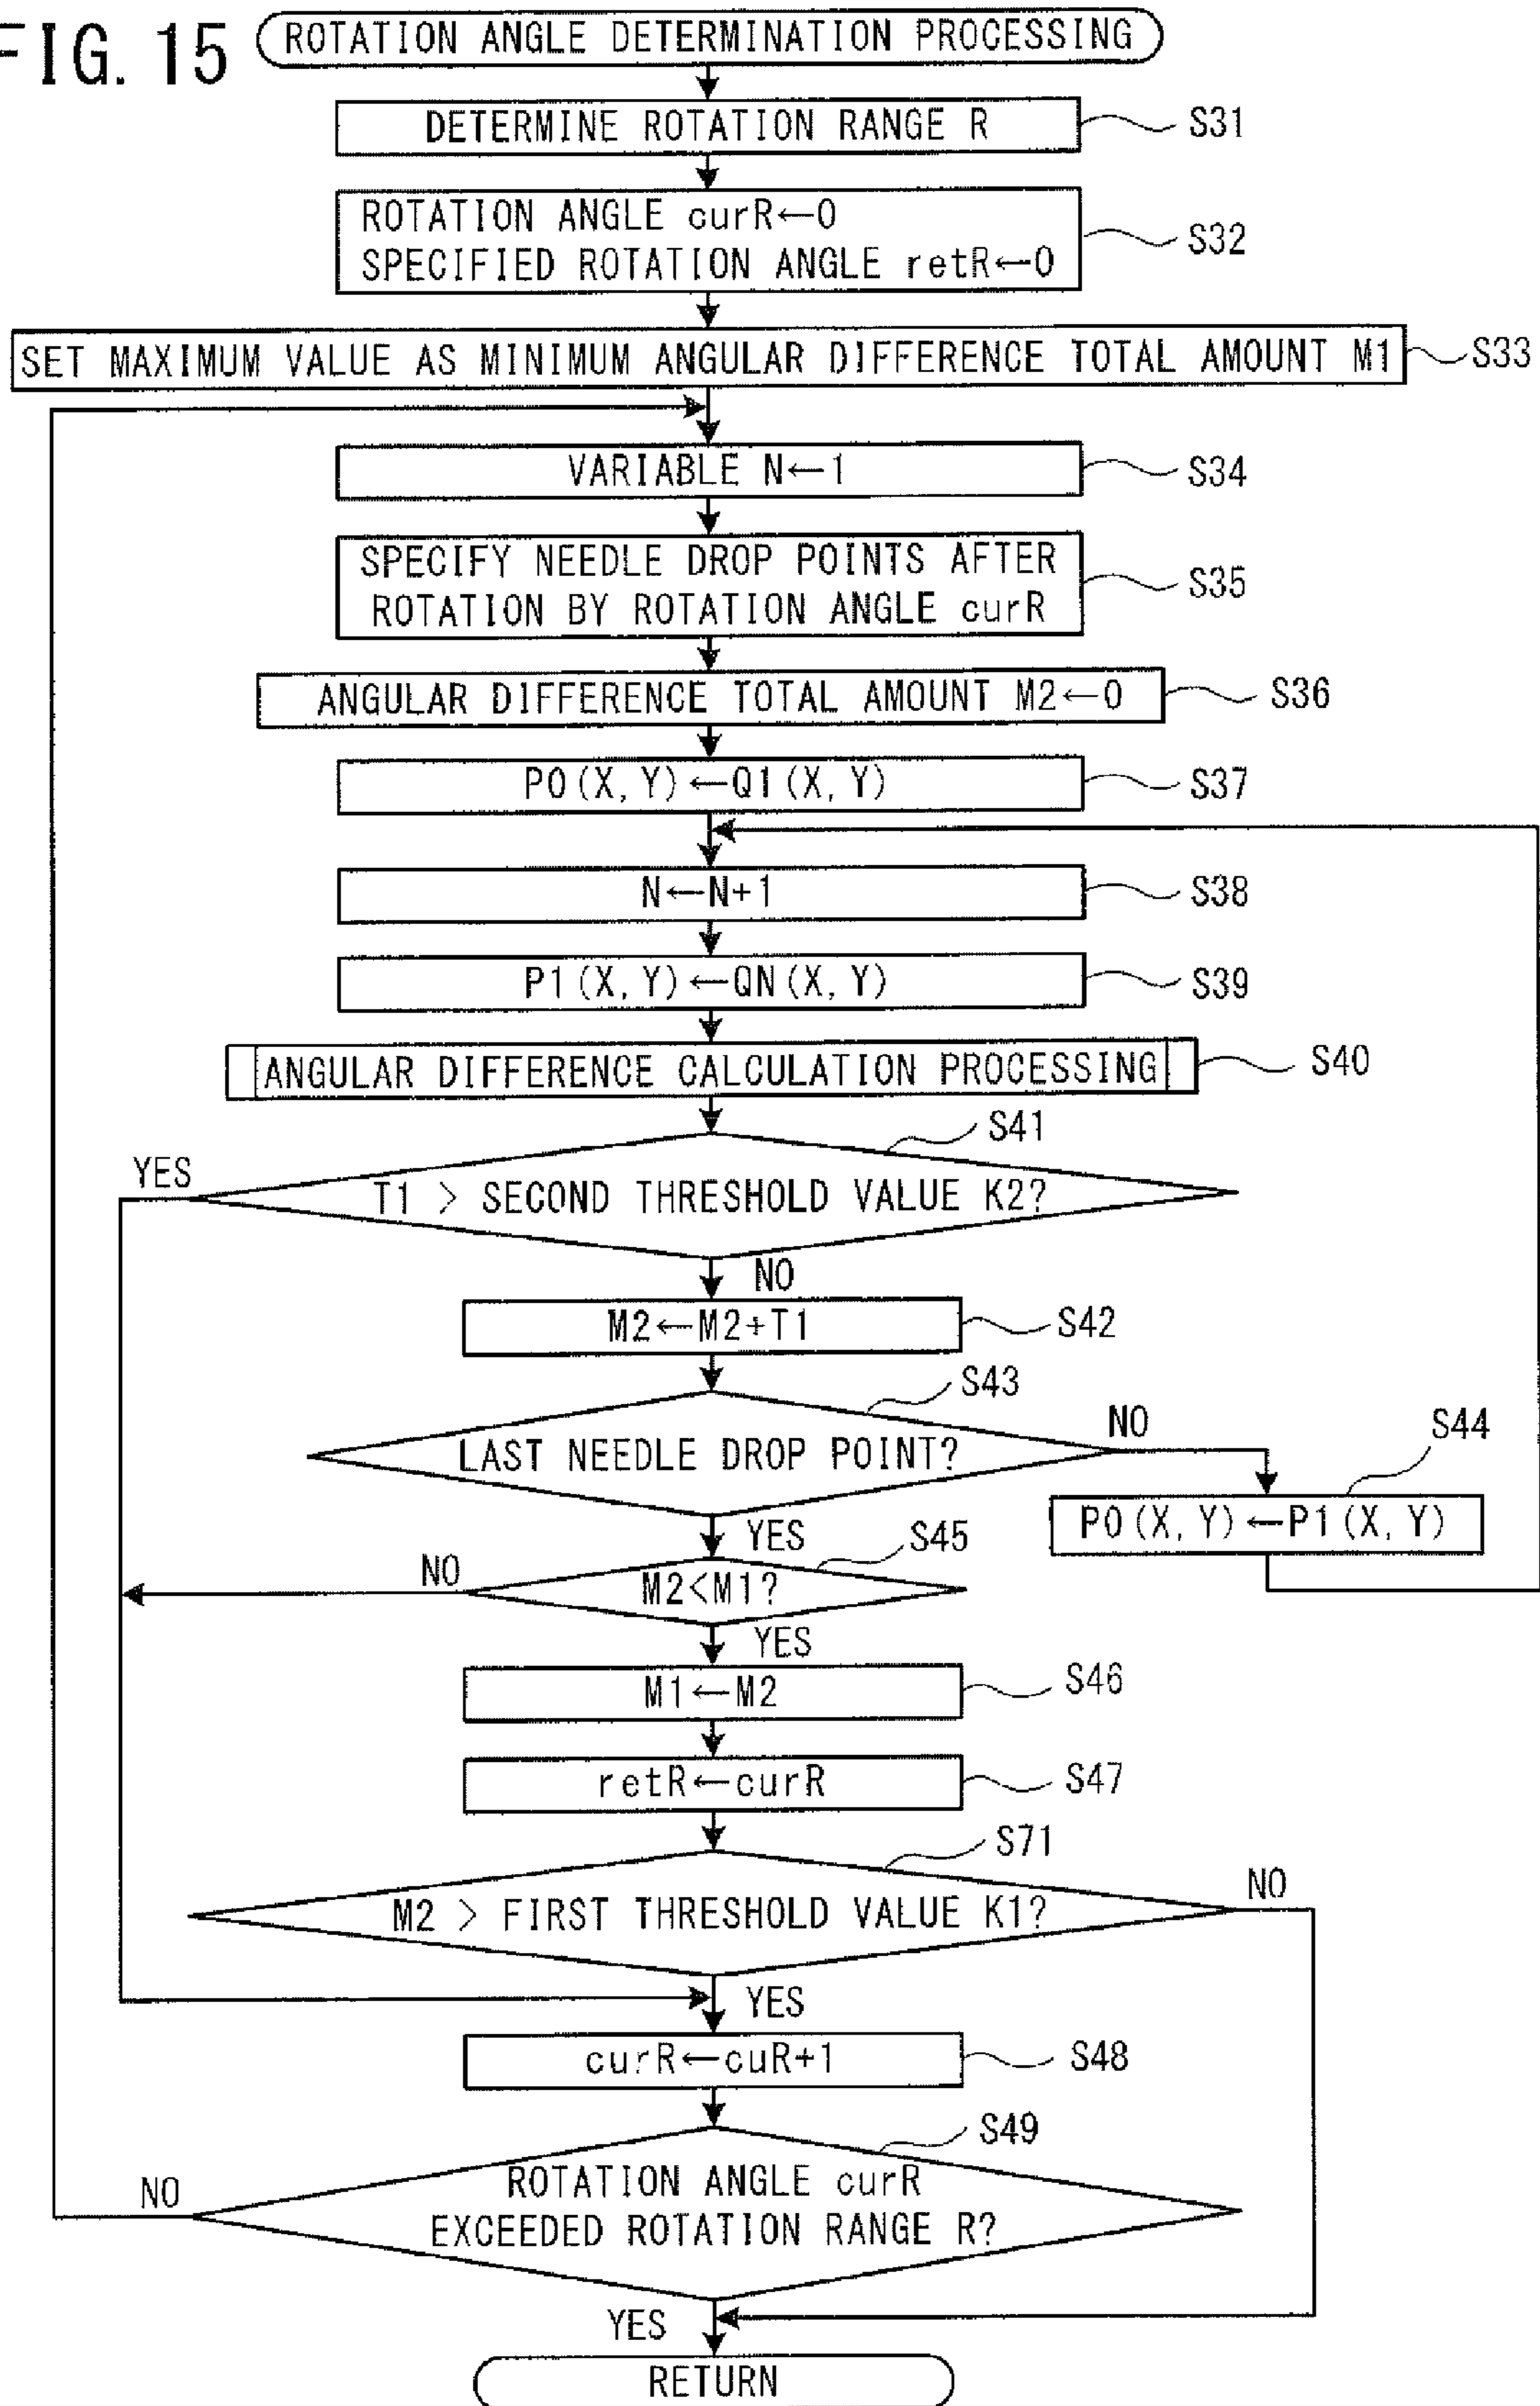 FIG. 15
ROTATION ANGLE DETERMINATION PROCESSING
DETERMINE ROTATION RANGE R
S31
ROTATION ANGLE curR←0
SPECIFIED ROTATION ANGLE retR←0
S32
SET MAXIMUM VALUE AS MINIMUM ANGULAR DIFFERENCE TOTAL AMOUNT M1
S33
VARIABLE N←1
S34
SPECIFY NEEDLE DROP POINTS AFTER
ROTATION BY ROTATION ANGLE curR
S35
ANGULAR DIFFERENCE TOTAL AMOUNT M2←0
S36
P0(X,Y)←Q1(X,Y)
S37
N←N+1
S38
P1(X,Y)←QN(X,Y)
S39
ANGULAR DIFFERENCE CALCULATION PROCESSING
S40
S41
YES
T1 > SECOND THRESHOLD VALUE K2?
NO
M2←M2+T1
S42
S43
LAST NEEDLE DROP POINT?
NO
S44
P0(X,Y)←P1(X,Y)
YES
S45
NO
M2<M1?
YES
M1←M2
S46
retR←curR
S47
S71
M2 > FIRST THRESHOLD VALUE K1?
NO
YES
curR←cuR+1
S48
S49
ROTATION ANGLE curR
EXCEEDED ROTATION RANGE R?
NO
YES
RETURN